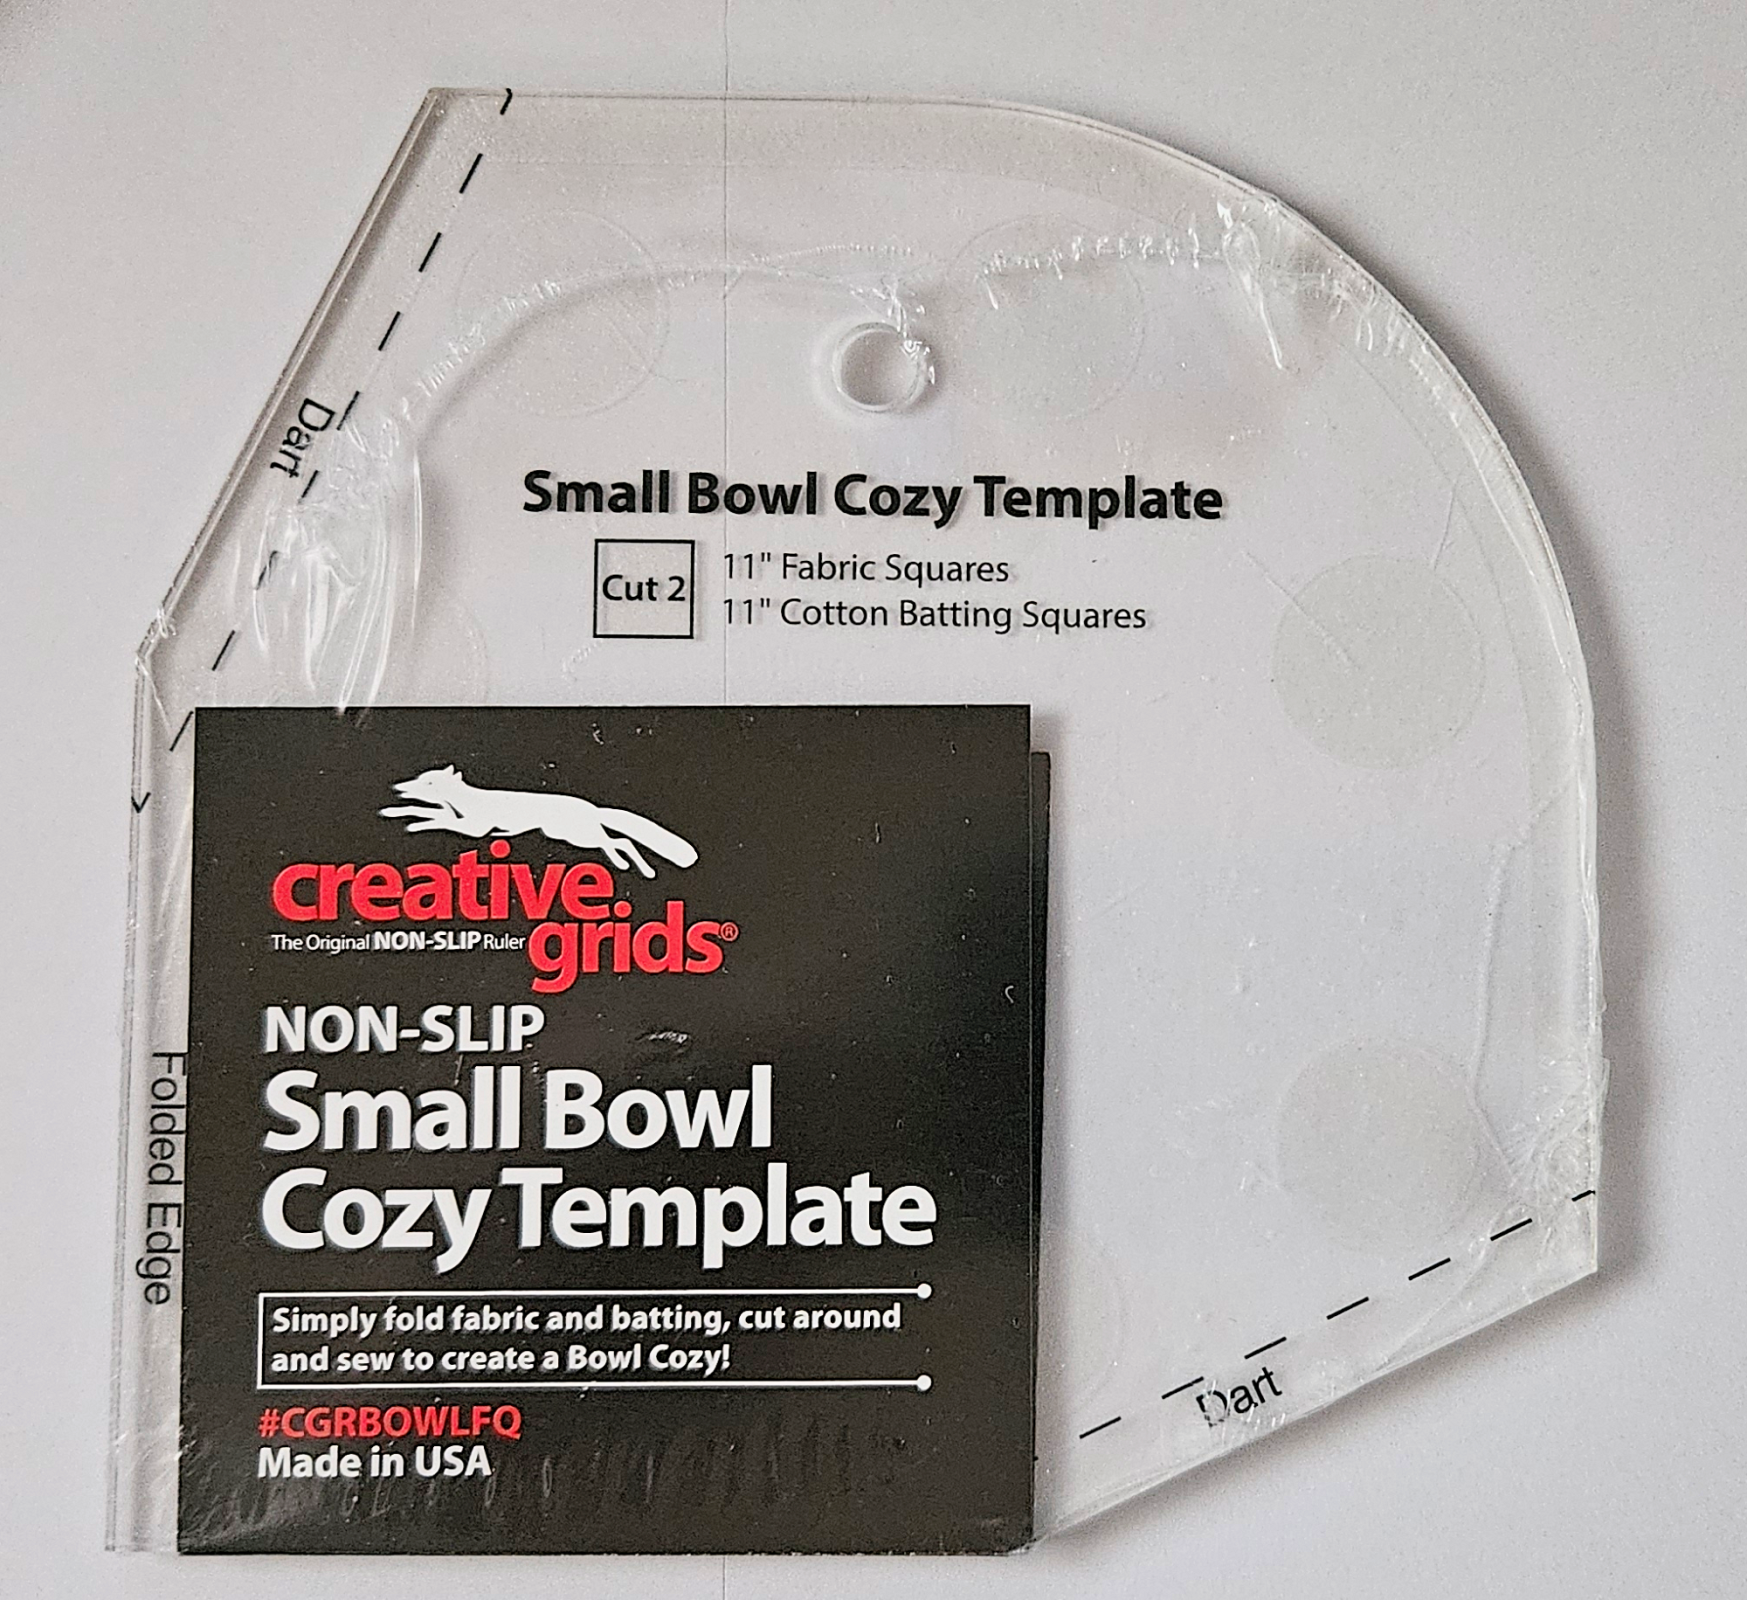 Dart
Small Bowl Cozy Template
Cut 2
11" Fabric Squares
11" Cotton Batting Squares
creative
grids®
The Original NON-SLIP Ruler
NON-SLIP
Small Bowl
Cozy Template
Simply fold fabric and batting, cut around
and sew to create a Bowl Cozy!
#CGRBOWLFQ
Made in USA
Folded Edge
Dart